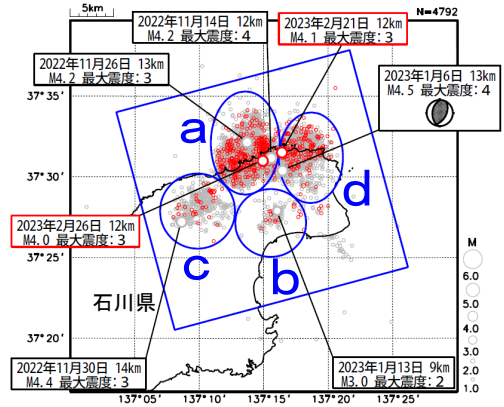 5km
N=4792
2022年11月14日 12km
M4.2 最大震度: 4
2023年2月21日 12km
M4.1 最大震度: 3
2022年11月26日 13km
M4.2 最大震度: 3
2023年1月6日 13km
M4.5 最大震度: 4
37°35′
37°30′
37°25′
37°20′
a
d
c
b
2023年2月26日 12km
M4.0 最大震度: 3
石川県
2022年11月30日 14km
M4.4 最大震度: 3
2023年1月13日 9km
M3.0 最大震度: 2
M
6.0
5.0
4.0
3.0
2.0
1.0
137°05′
137°10′
137°15′
137°20′
137°25′